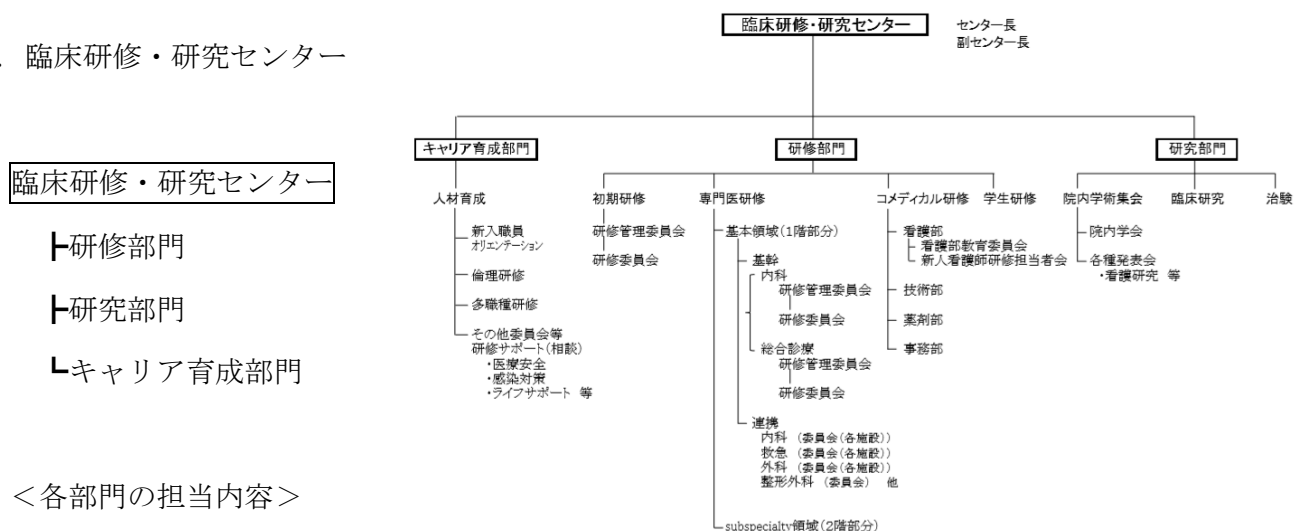 . 臨床研修・研究センター
臨床研修・研究センター
┣研修部門
┣研究部門
┗キャリア育成部門
＜各部門の担当内容＞
臨床研修・研究センター
センター長
副センター長
キャリア育成部門
人材育成
新入職員
オリエンテーション
倫理研修
多職種研修
その他委員会等
研修サポート(相談)
・医療安全
・感染対策
・ライフサポート 等
研修部門
初期研修
研修管理委員会
研修委員会
専門医研修
基本領域(1階部分)
基幹
内科
研修管理委員会
研修委員会
総合診療
研修管理委員会
研修委員会
連携
内科 (委員会(各施設))
救急 (委員会(各施設))
外科 (委員会(各施設))
整形外科 (委員会) 他
subspecialty領域(2階部分)
コメディカル研修
看護部
看護部教育委員会
新人看護師研修担当者会
技術部
薬剤部
事務部
学生研修
研究部門
院内学術集会
院内学会
各種発表会
・看護研究 等
臨床研究
治験